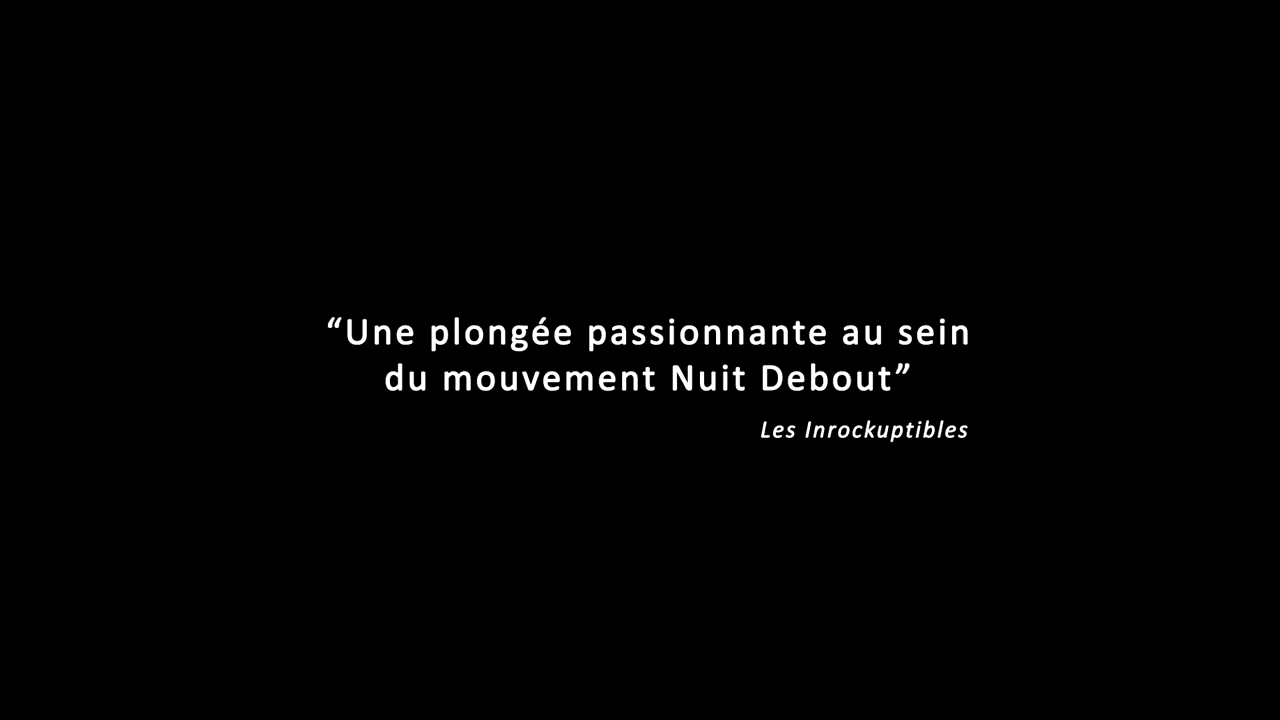 “Une plongée passionnante au sein
du mouvement Nuit Debout”
Les Inrockuptibles